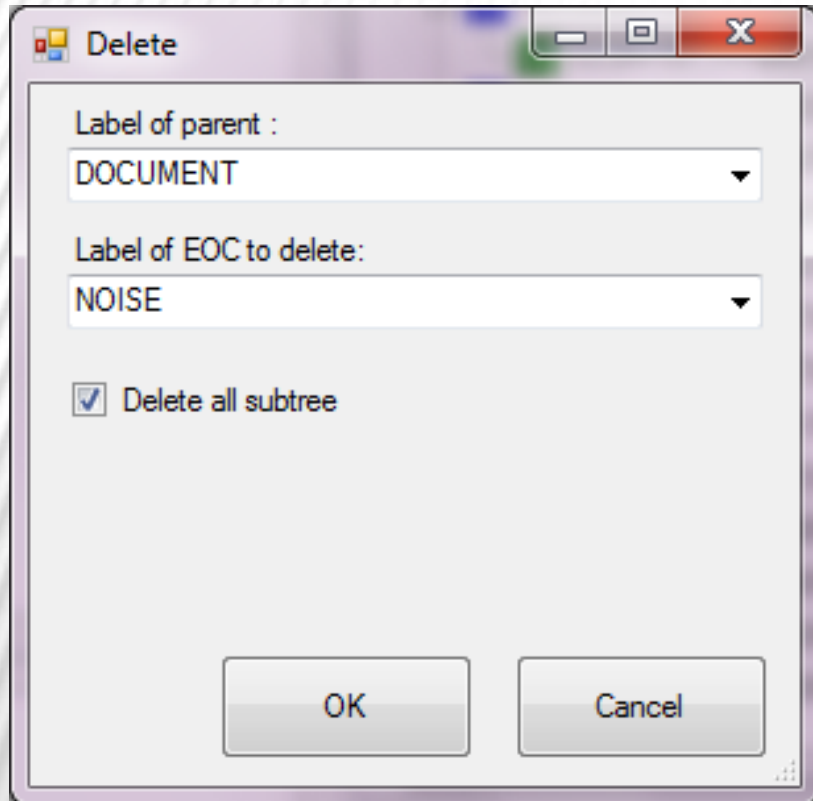 Delete
Label of parent :
DOCUMENT
Label of EOC to delete:
NOISE
Delete all subtree
OK
Cancel